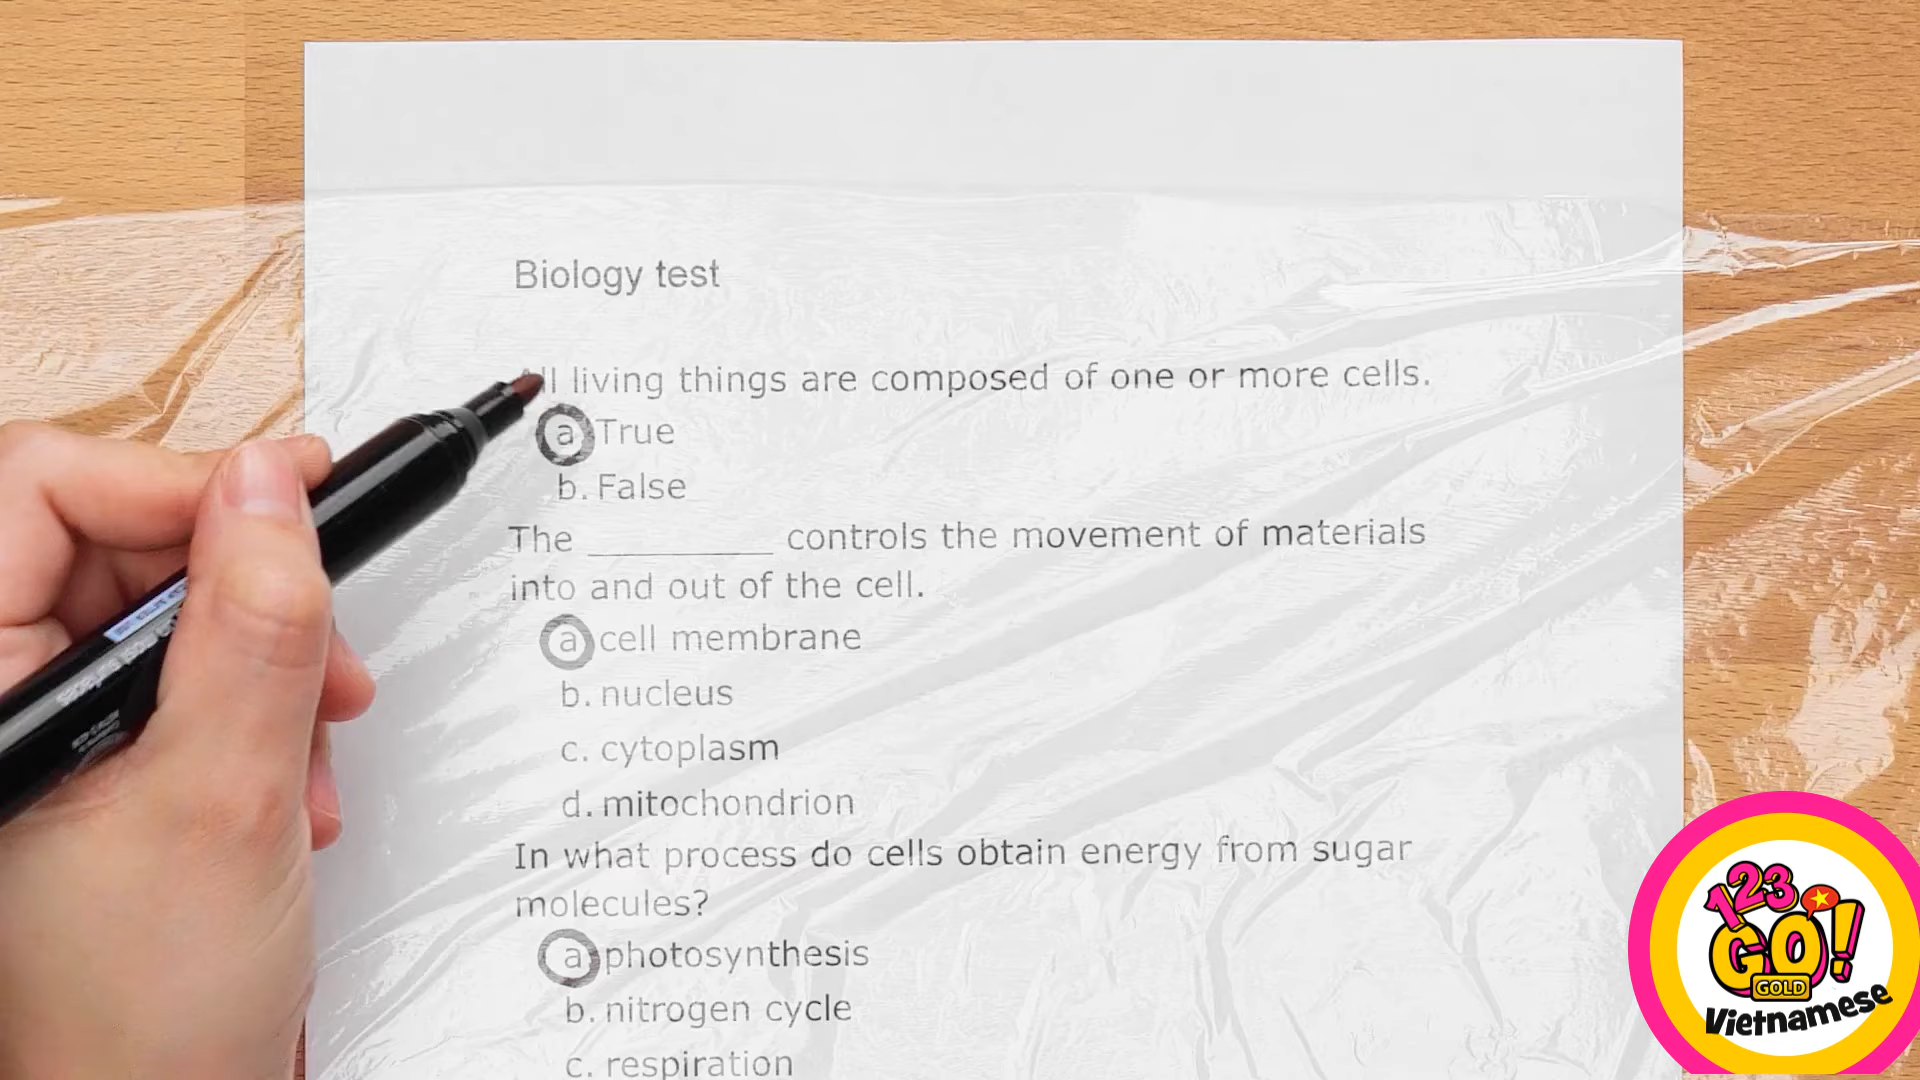 Biology test
All living things are composed of one or more cells.
a True
b. False
The __________ controls the movement of materials
into and out of the cell.
a cell membrane
b. nucleus
c. cytoplasm
d. mitochondrion
In what process do cells obtain energy from sugar
molecules?
a photosynthesis
b. nitrogen cycle
c. respiration
123
GO!
GOLD
Vietnamese